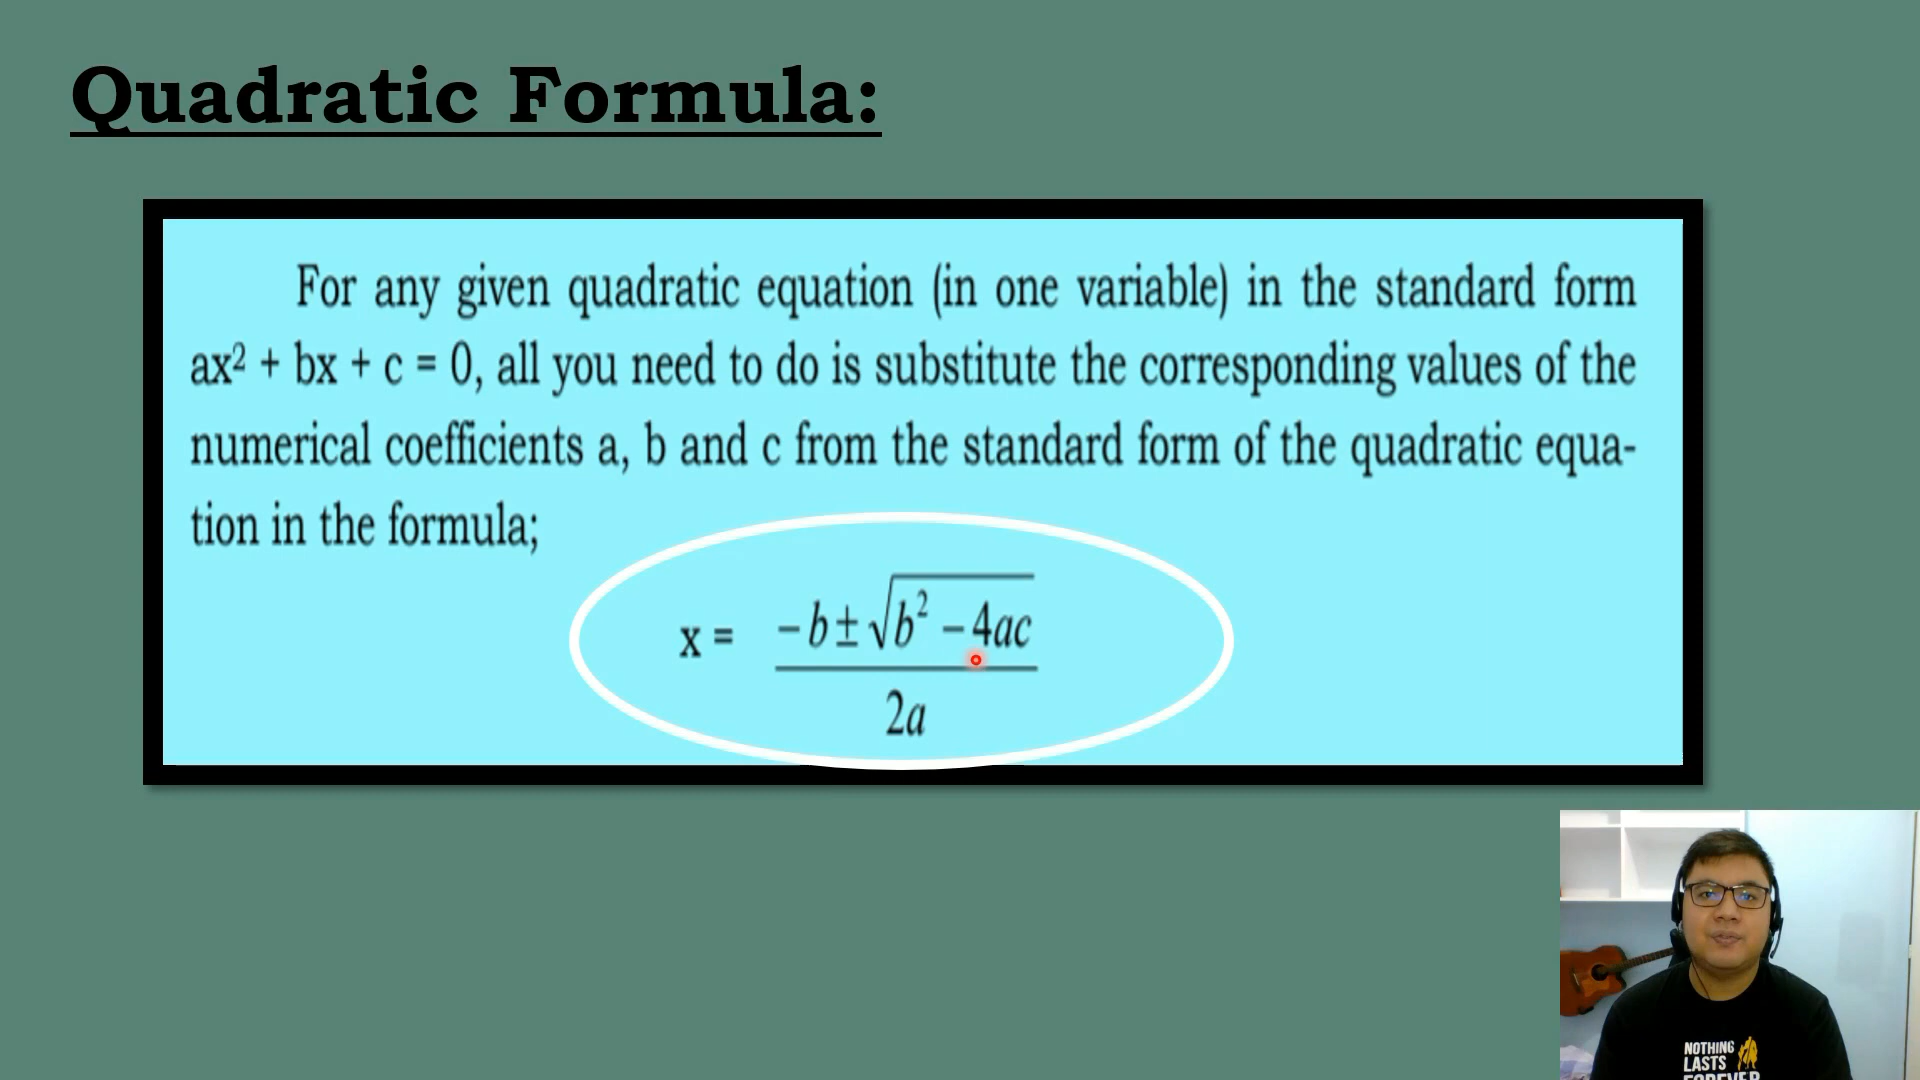 Quadratic Formula:
For any given quadratic equation (in one variable) in the standard form
ax² + bx + c = 0, all you need to do is substitute the corresponding values of the
numerical coefficients a, b and c from the standard form of the quadratic equa-
tion in the formula;
x = −b ± √b² − 4ac
2a
NOTHING
LASTS
FOREVER